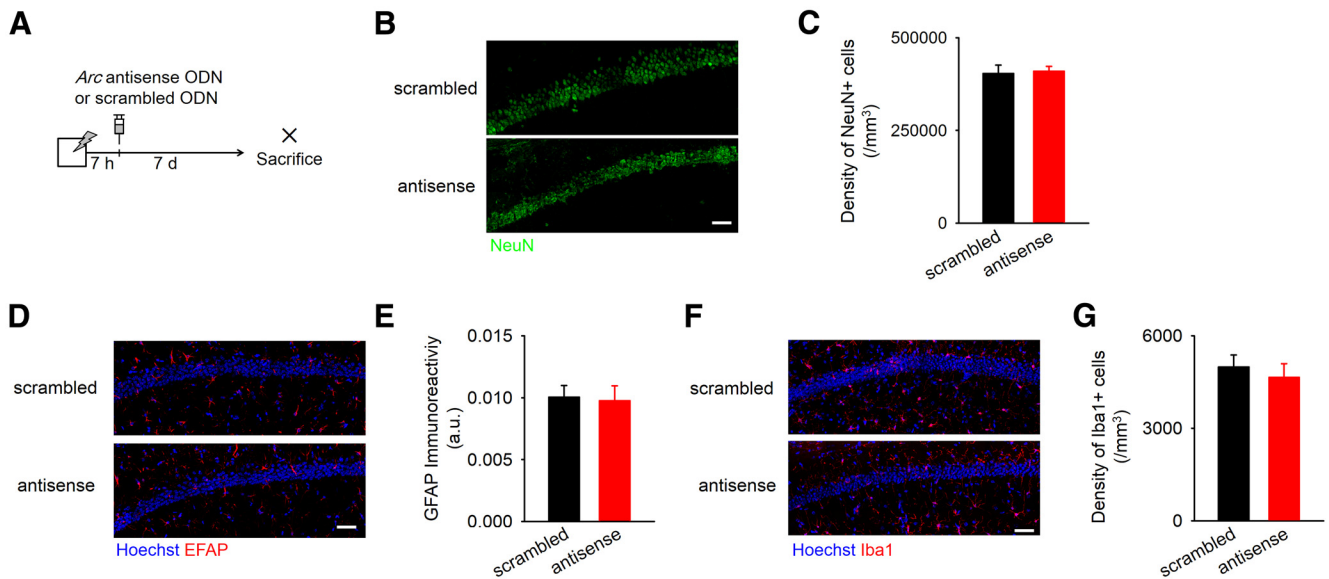 A
Arc antisense ODN
or scrambled ODN
7 h
7 d
Sacrifice
B
scrambled
antisense
NeuN
C
Density of NeuN+ cells
(/mm3)
500000
250000
0
scrambled
antisense
D
scrambled
antisense
Hoechst EFAP
E
GFAP Immunoreactiviy
(a.u.)
0.015
0.010
0.005
0.000
scrambled
antisense
F
scrambled
antisense
Hoechst Iba1
G
Density of Iba1+ cells
(/mm3)
6000
3000
0
scrambled
antisense